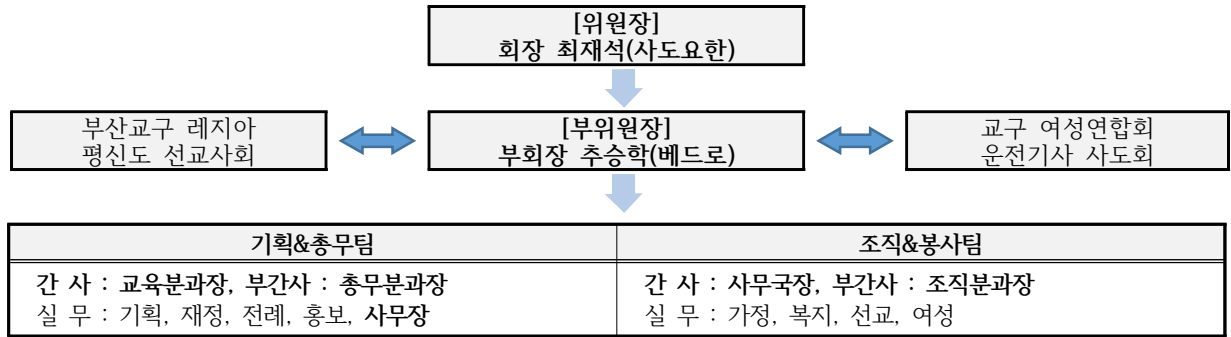 [위원장]
회장 최재석(사도요한)
부산교구 레지아
평신도 선교사회
[부위원장]
부회장 추승학(베드로)
교구 여성연합회
운전기사 사도회
기획&총무팀
조직&봉사팀
간 사 : 교육분과장, 부간사 : 총무분과장
실 무 : 기획, 재정, 전례, 홍보, 사무장
간 사 : 사무국장, 부간사 : 조직분과장
실 무 : 가정, 복지, 선교, 여성